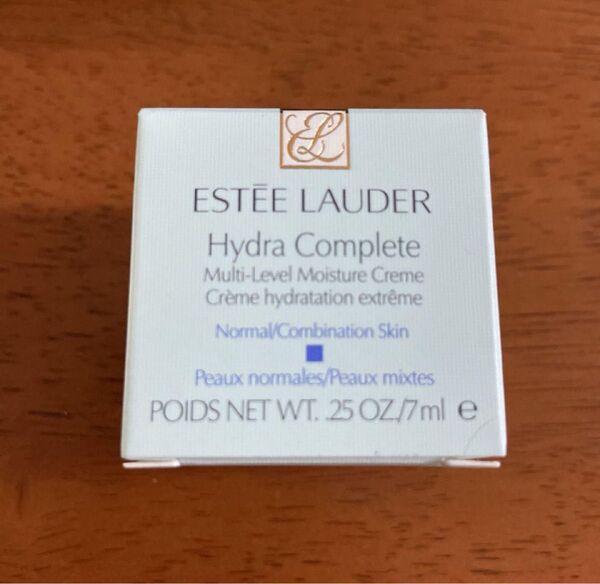 EL
ESTĒE LAUDER
Hydra Complete
Multi-Level Moisture Creme
Crème hydratation extrême
Normal/Combination Skin
Peaux normales/Peaux mixtes
POIDS NET WT. .25 OZ./7ml e